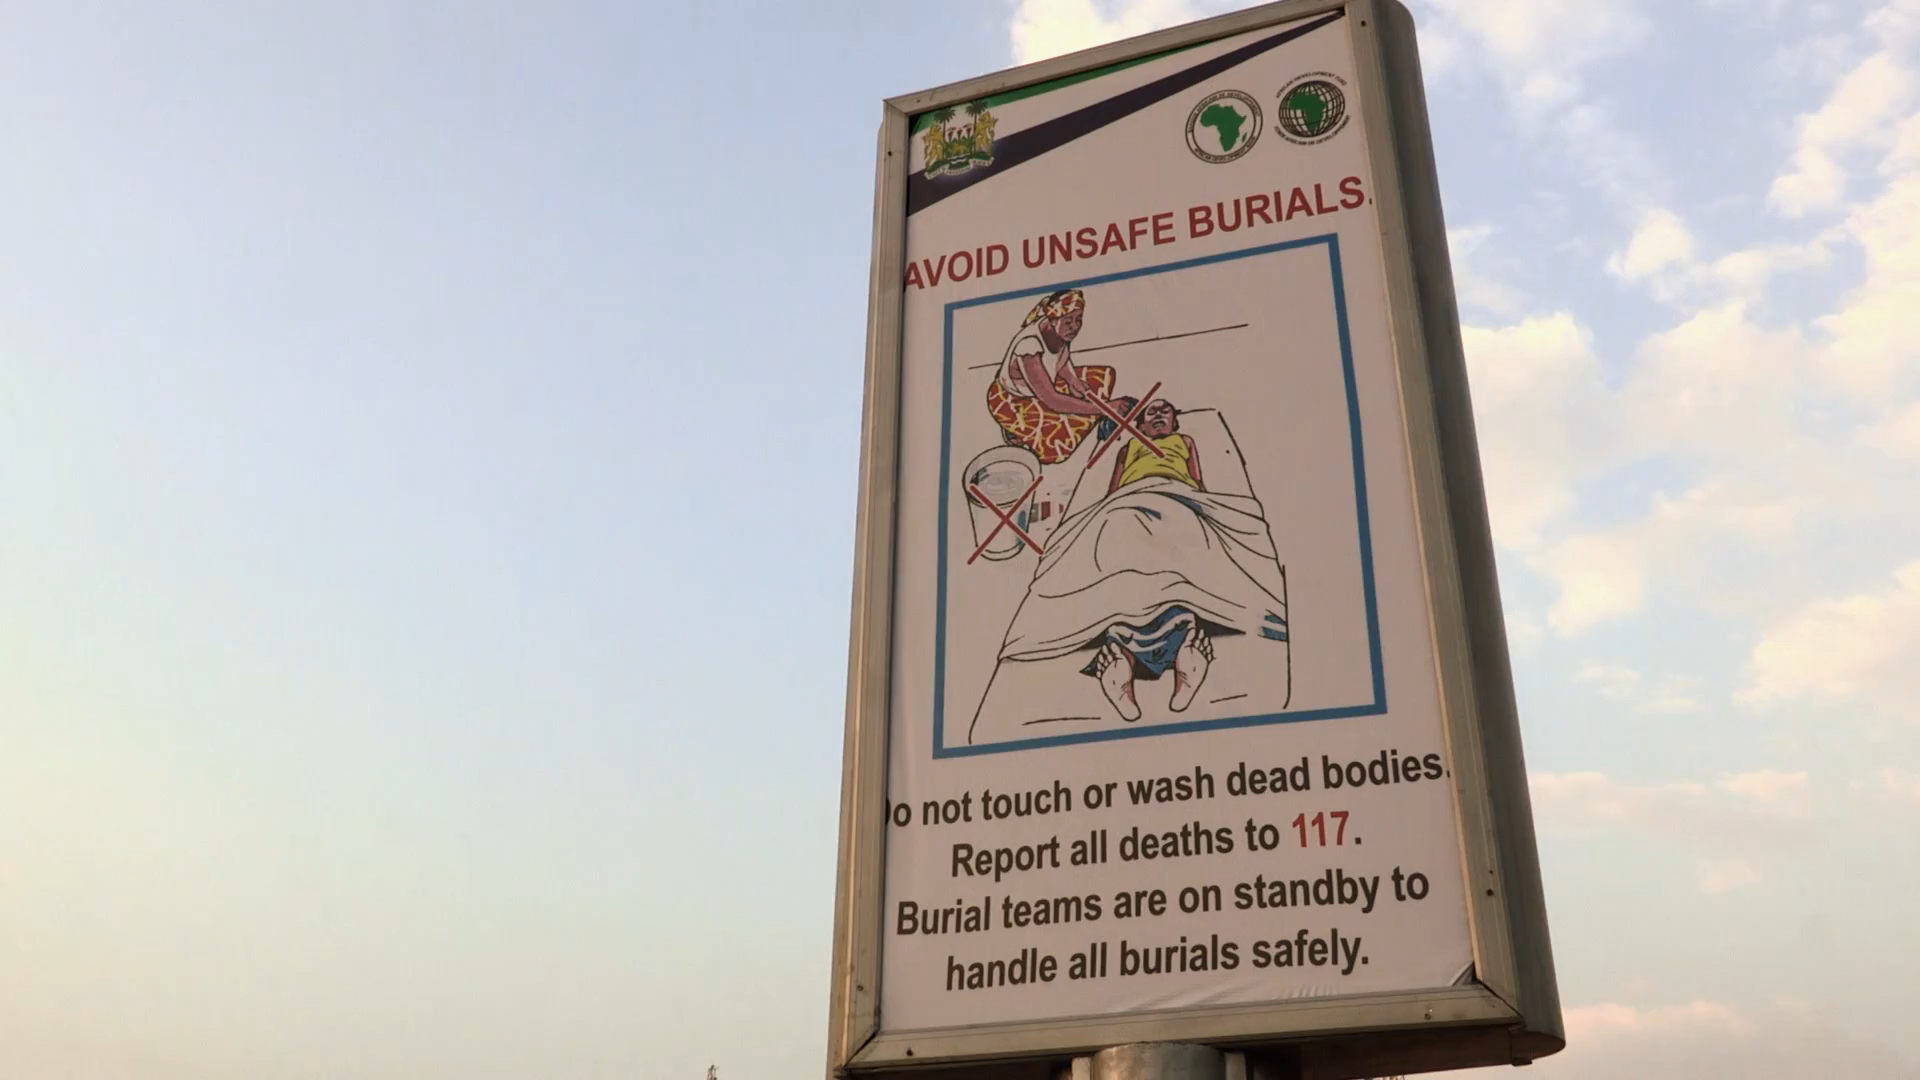 AVOID UNSAFE BURIALS.
Do not touch or wash dead bodies.
Report all deaths to 117.
Burial teams are on standby to
handle all burials safely.